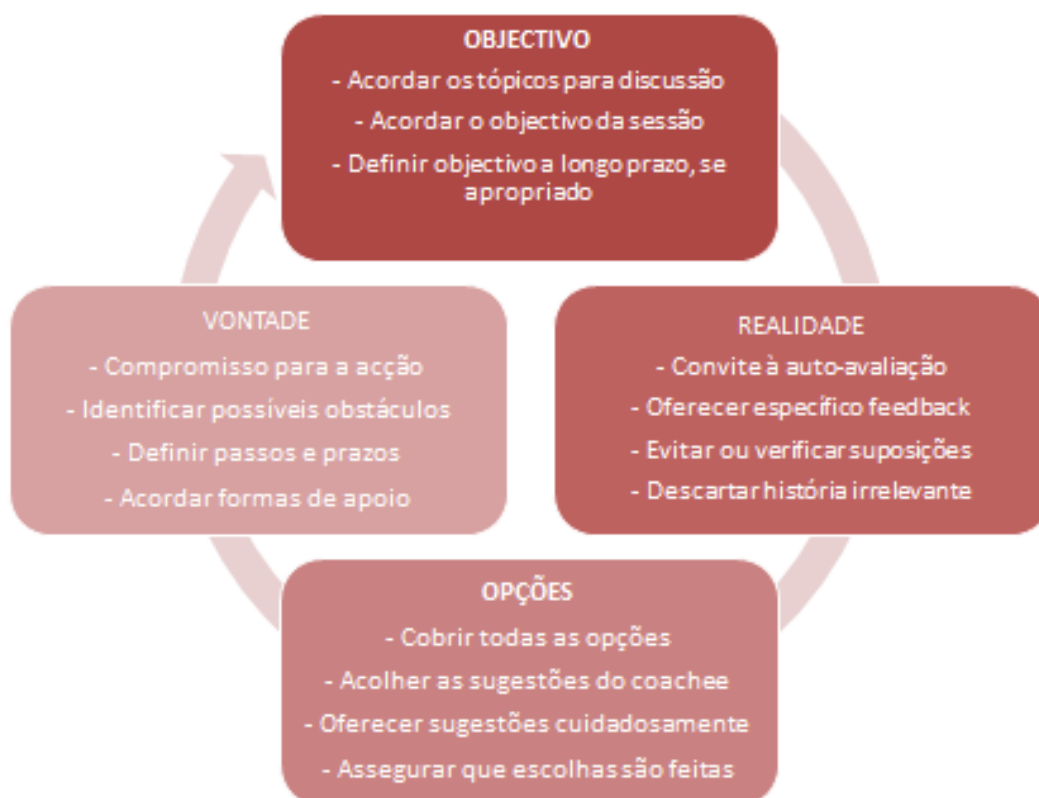 OBJECTIVO
- Acordar os tópicos para discussão
- Acordar o objectivo da sessão
- Definir objectivo a longo prazo, se
apropriado
REALIDADE
- Convite à auto-avaliação
- Oferecer específico feedback
- Evitar ou verificar suposições
- Descartar história irrelevante
OPÇÕES
- Cobrir todas as opções
- Acolher as sugestões do coachee
- Oferecer sugestões cuidadosamente
- Assegurar que escolhas são feitas
VONTADE
- Compromisso para a acção
- Identificar possíveis obstáculos
- Definir passos e prazos
- Acordar formas de apoio